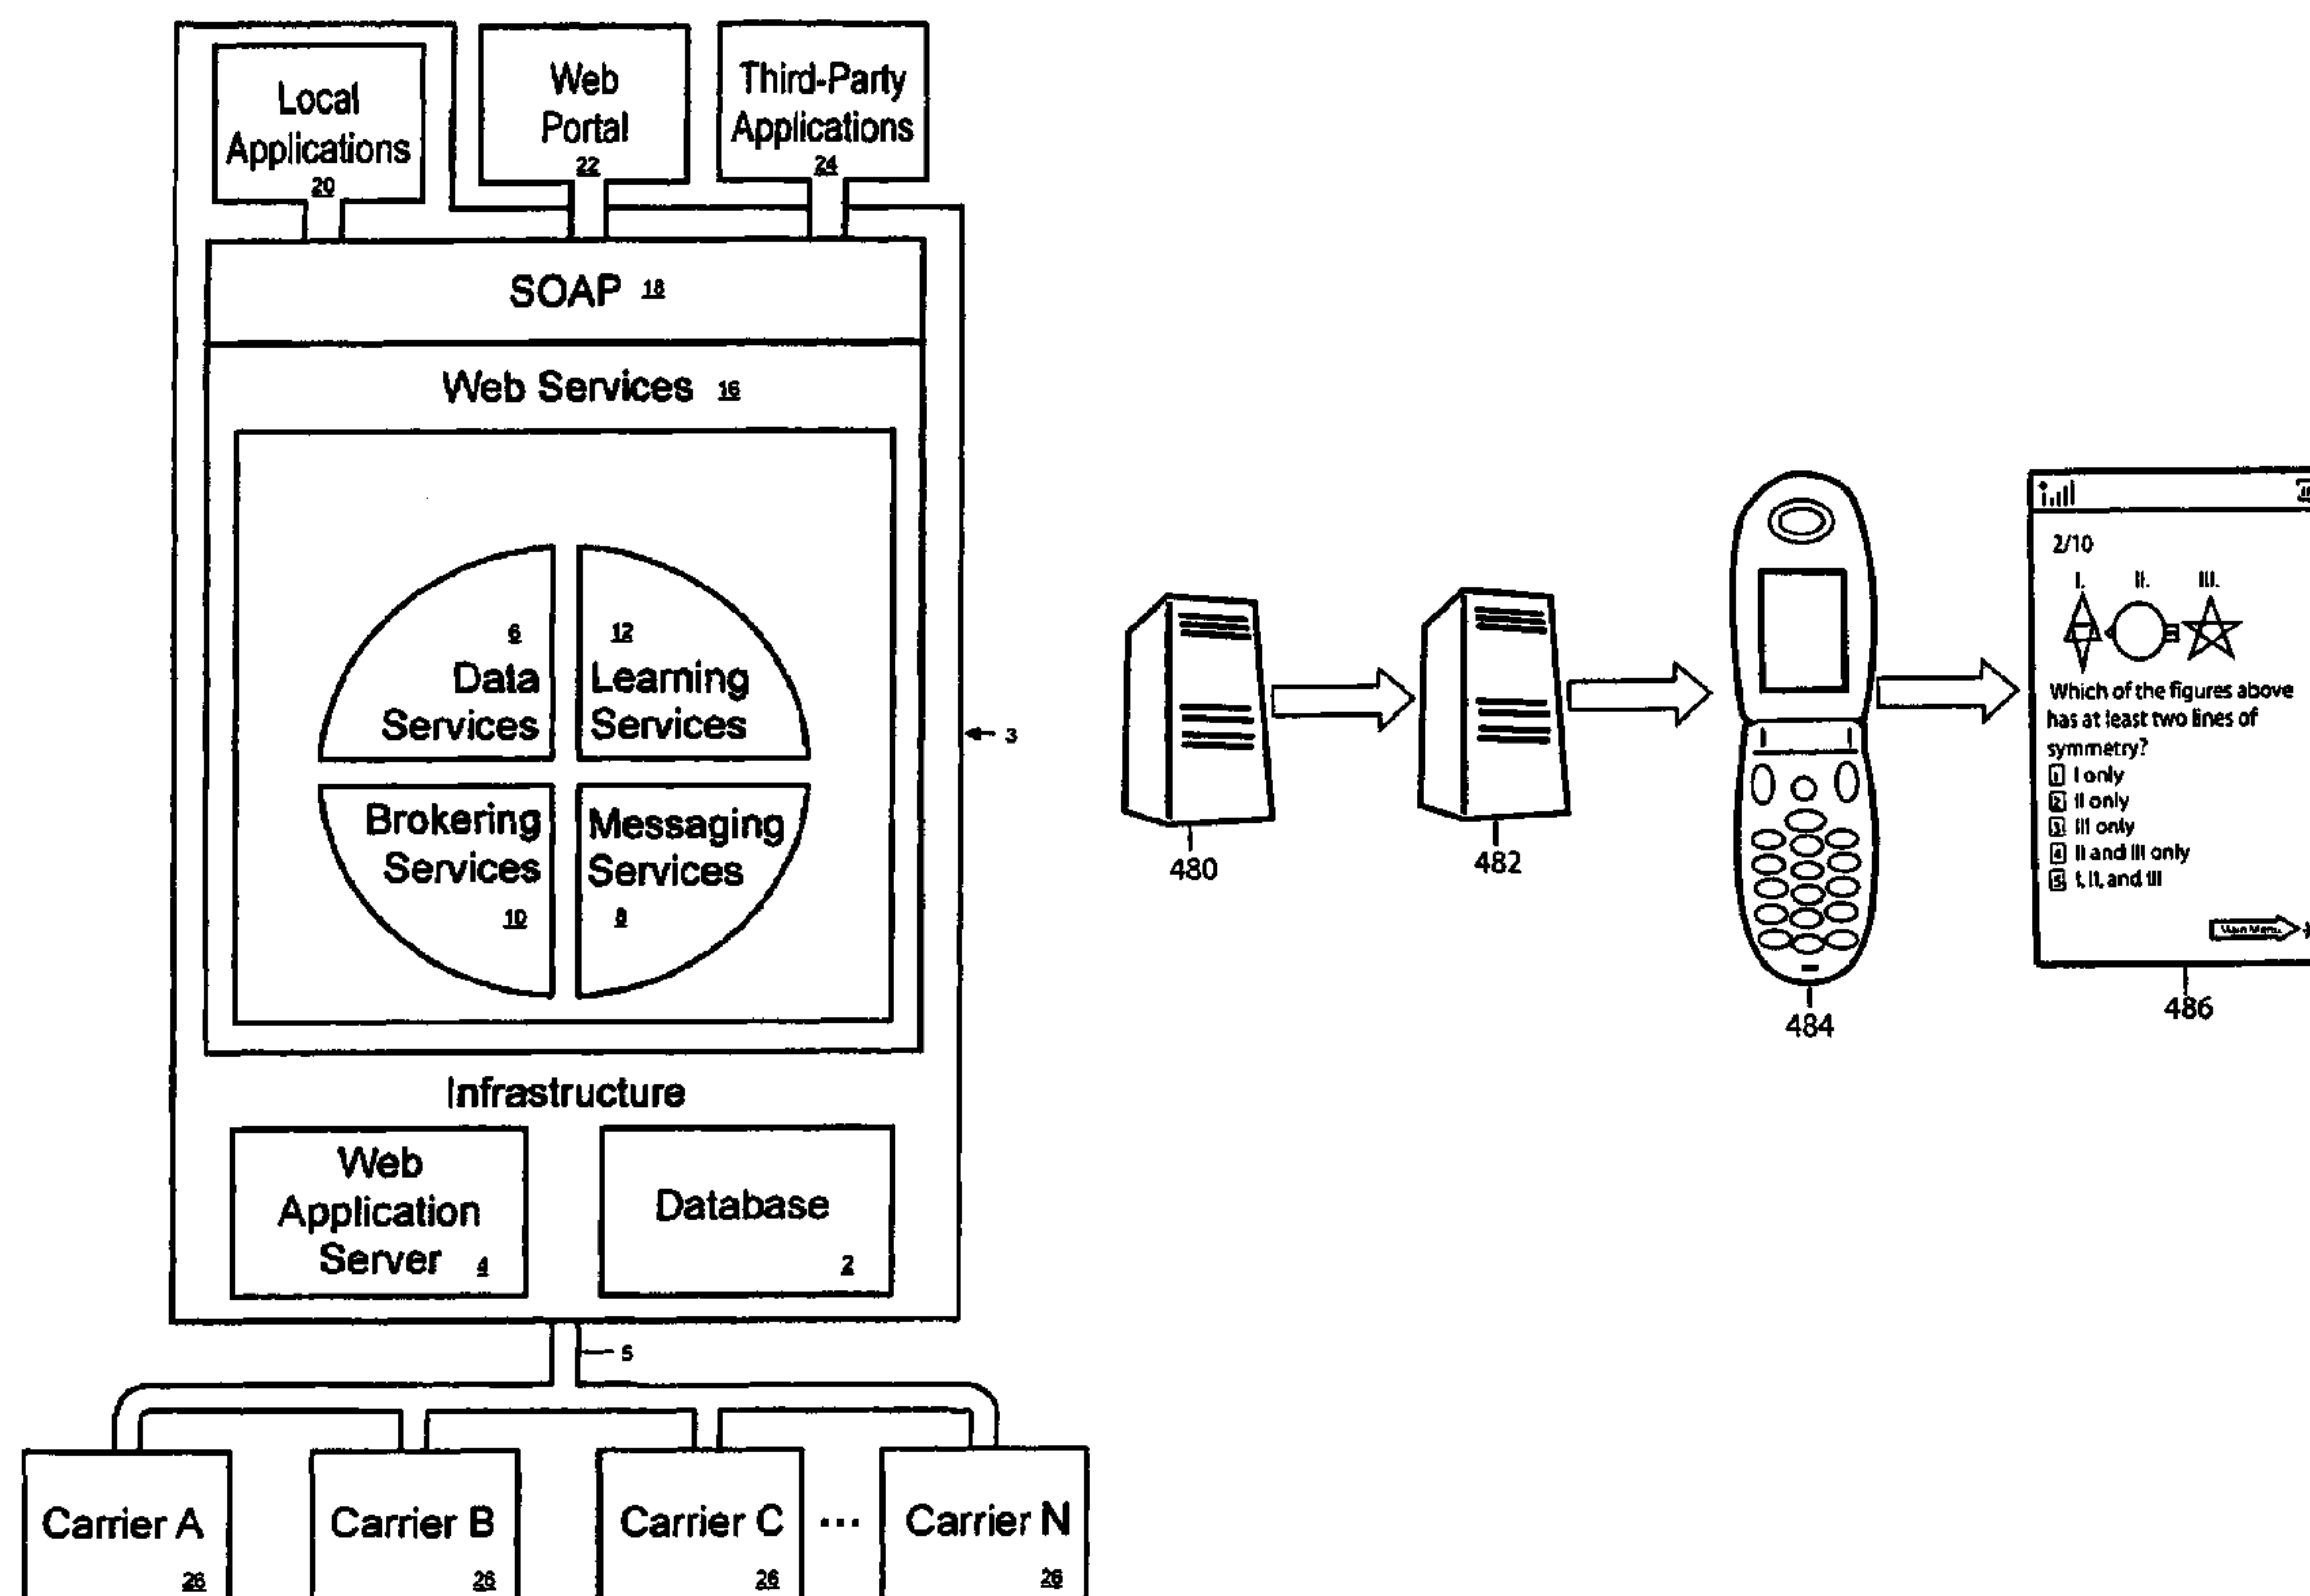 Local
Applications
20
Web
Portal
22
Third-Party
Applications
24
SOAP 18
Web Services 16
6
Data
Services
12
Learning
Services
Brokering
Services
10
Messaging
Services
8
3
Infrastructure
Web
Application
Server 4
Database
2
5
Carrier A
26
Carrier B
26
Carrier C
26
...
Carrier N
26
480
482
484
2/10
I. II. III.
Which of the figures above
has at least two lines of
symmetry?
1 I only
2 II only
3 III only
4 II and III only
5 I, II, and III
Main Menu
486